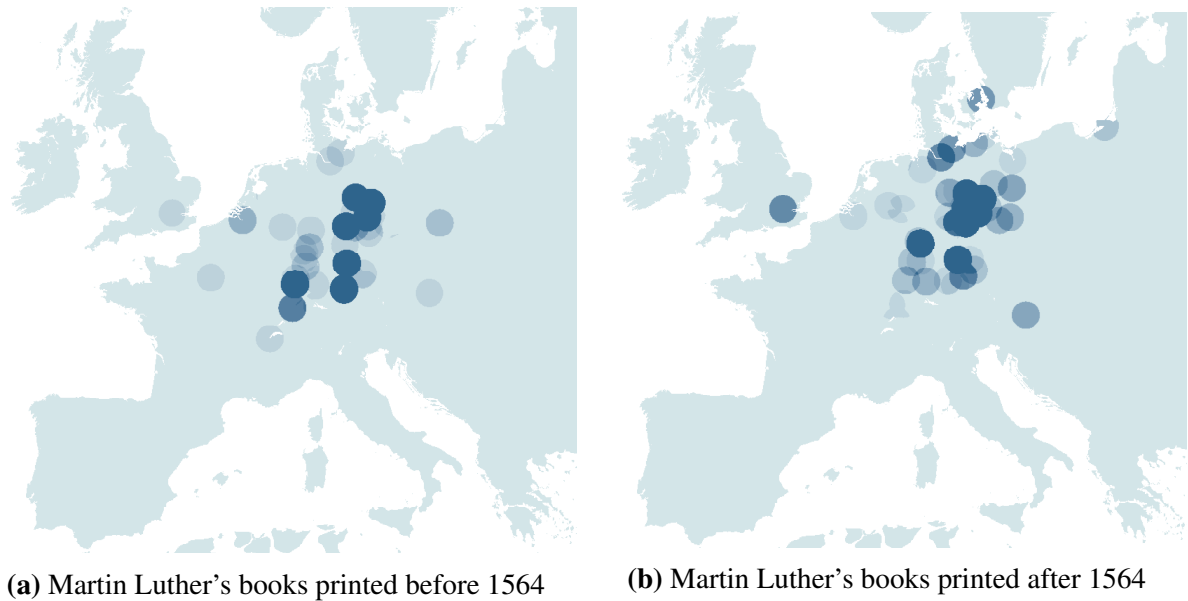 (a) Martin Luther's books printed before 1564
(b) Martin Luther's books printed after 1564